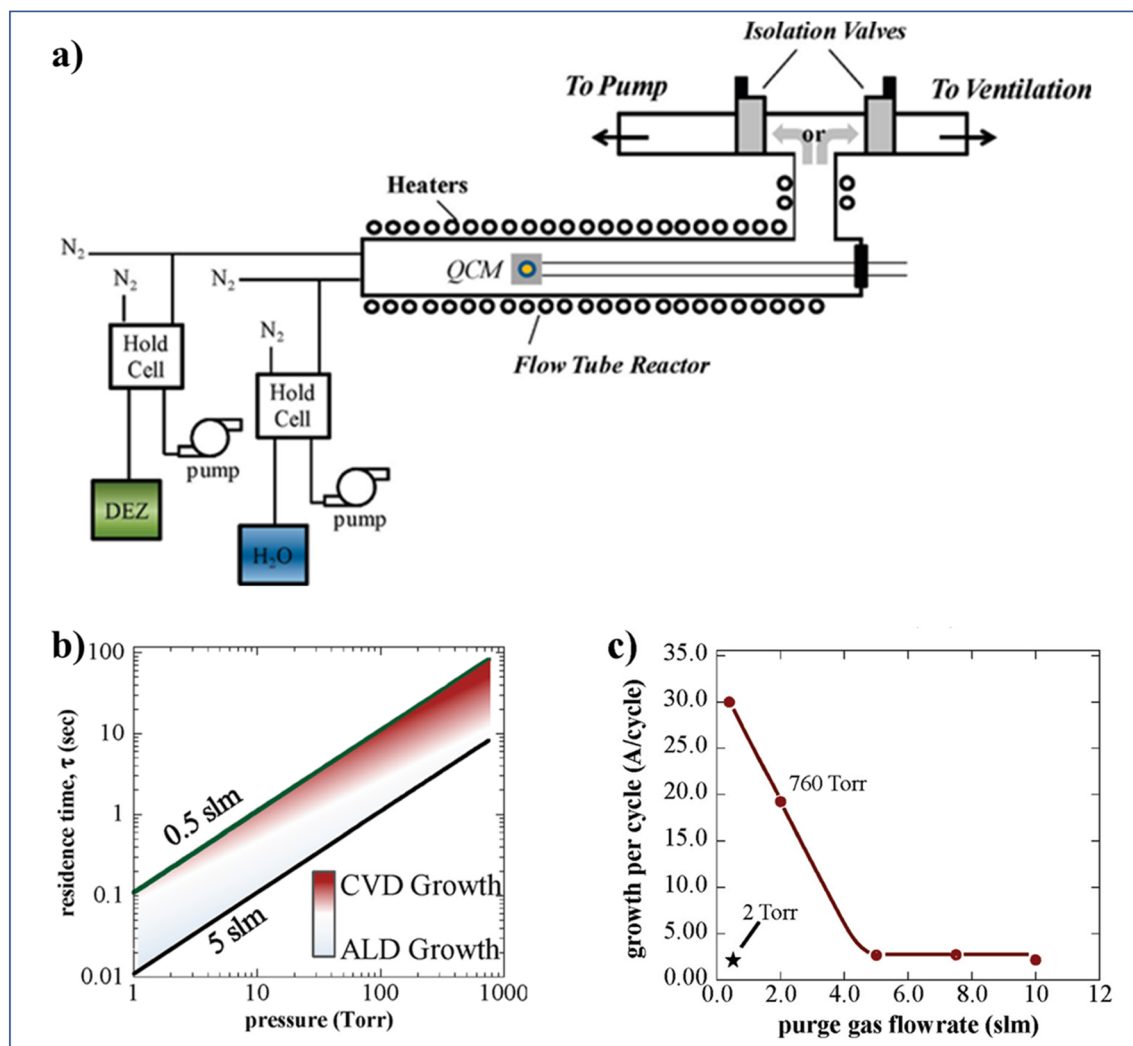 a)
Isolation Valves
To Pump
To Ventilation
or
Heaters
N₂
N₂
N₂
QCM
N₂
Hold
Cell
Flow Tube Reactor
Hold
Cell
pump
pump
DEZ
H₂O
b)
100
10
1
0.1
0.01
residence time, τ (sec)
0.5 slm
5 slm
CVD Growth
ALD Growth
1
10
100
1000
pressure (Torr)
c)
35.0
30.0
25.0
20.0
15.0
10.0
5.00
0.00
growth per cycle (A/cycle)
760 Torr
2 Torr
0.0
2.0
4.0
6.0
8.0
10.0
12
purge gas flowrate (slm)